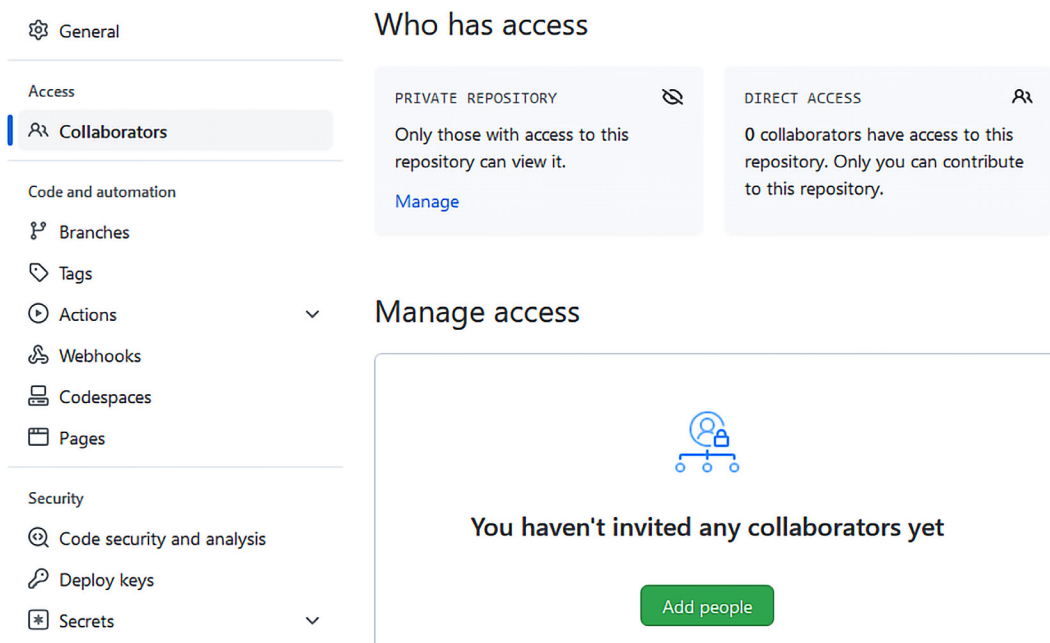 General
Access
Collaborators
Code and automation
Branches
Tags
Actions
Webhooks
Codespaces
Pages
Security
Code security and analysis
Deploy keys
Secrets
Who has access
PRIVATE REPOSITORY
Only those with access to this
repository can view it.
Manage
DIRECT ACCESS
0 collaborators have access to this
repository. Only you can contribute
to this repository.
Manage access
You haven't invited any collaborators yet
Add people